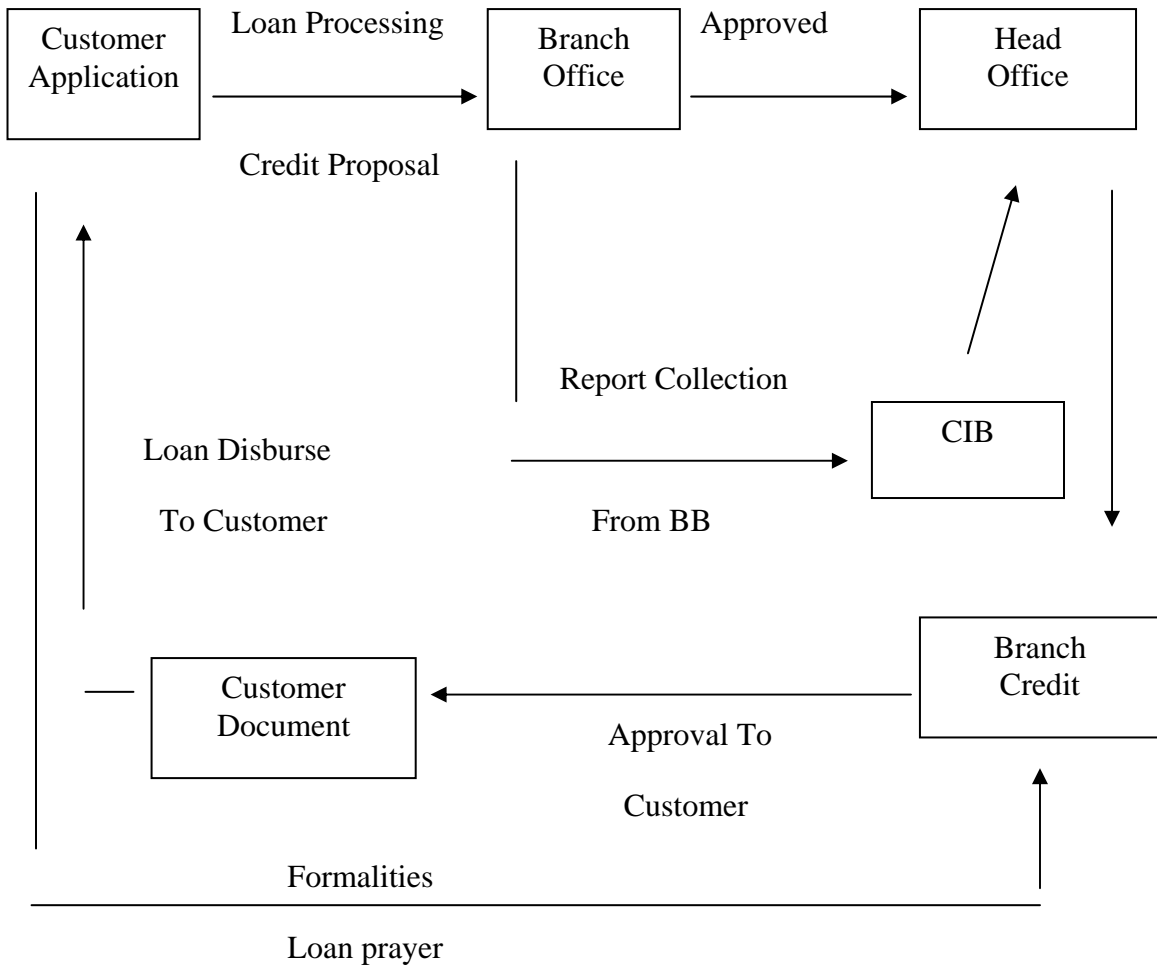 Customer
Application
Loan Processing
Credit Proposal
Branch
Office
Approved
Head
Office
Report Collection
From BB
CIB
Loan Disburse
To Customer
Branch
Credit
Customer
Document
Approval To
Customer
Formalities
Loan prayer